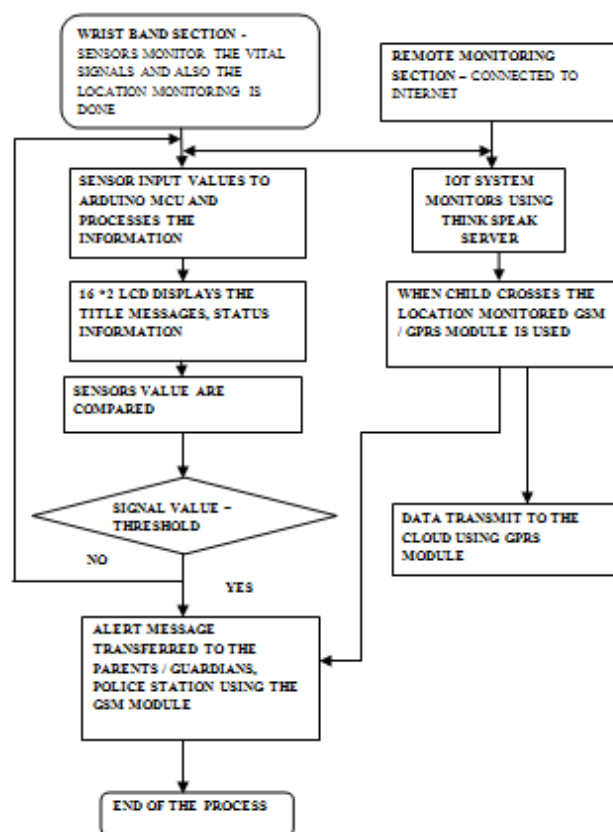 WRIST BAND SECTION -
SENSORS MONITOR THE VITAL
SIGNALS AND ALSO THE
LOCATION MONITORING IS
DONE
REMOTE MONITORING
SECTION – CONNECTED TO
INTERNET
SENSOR INPUT VALUES TO
ARDUINO MCU AND
PROCESSES THE
INFORMATION
IOT SYSTEM
MONITORS USING
THINK SPEAK
SERVER
16 *2 LCD DISPLAYS THE
TITLE MESSAGES, STATUS
INFORMATION
WHEN CHILD CROSSES THE
LOCATION MONITORED GSM
/ GPRS MODULE IS USED
SENSORS VALUE ARE
COMPARED
SIGNAL VALUE =
THRESHOLD
DATA TRANSMIT TO THE
CLOUD USING GPRS
MODULE
NO
YES
ALERT MESSAGE
TRANSFERRED TO THE
PARENTS / GUARDIANS,
POLICE STATION USING THE
GSM MODULE
END OF THE PROCESS